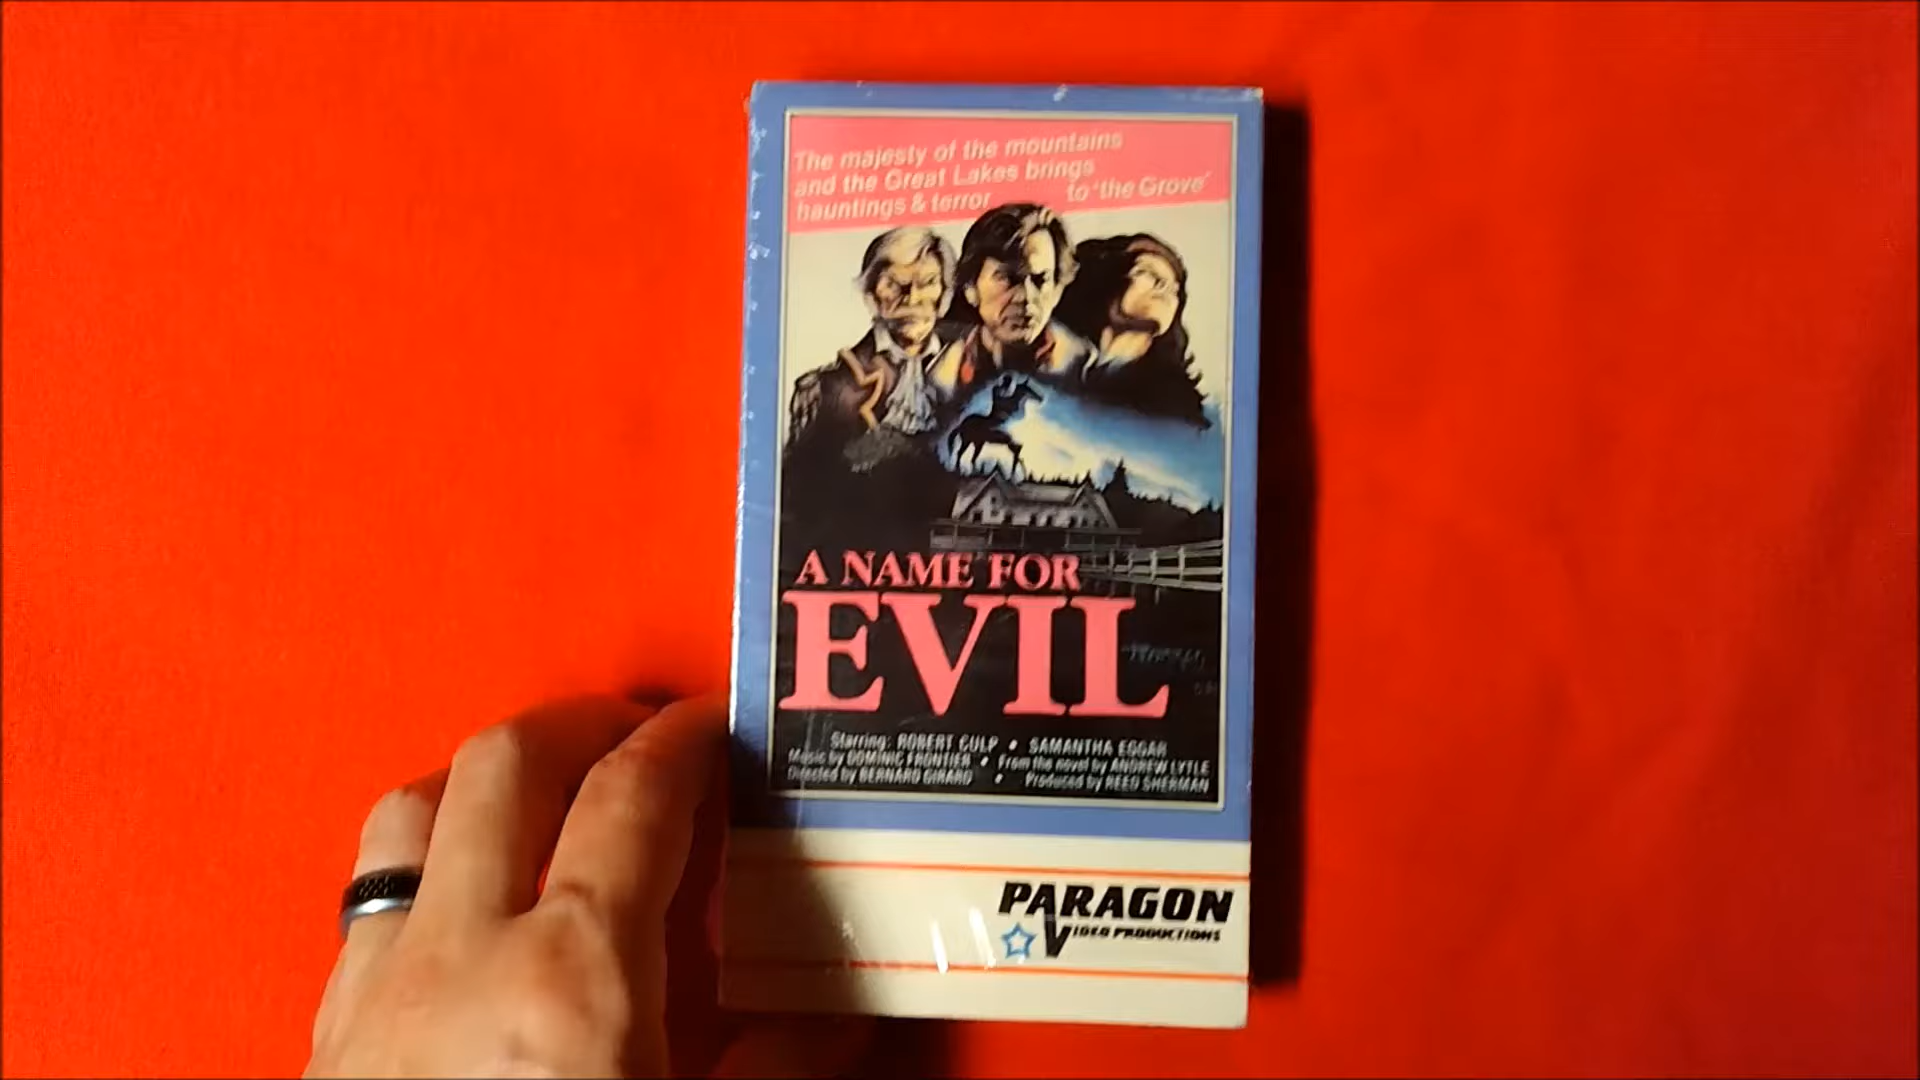 The majesty of the mountains
and the Great Lakes brings
hauntings & terror to 'the Grove'
A NAME FOR
EVIL
Starring: ROBERT CULP • SAMANTHA EGGAR
Music by DOMINIC FRONTIER • From the novel by ANDREW LYTLE
Directed by BERNARD GIRARD • Produced by REED SHERMAN
PARAGON
VIDEO PRODUCTIONS